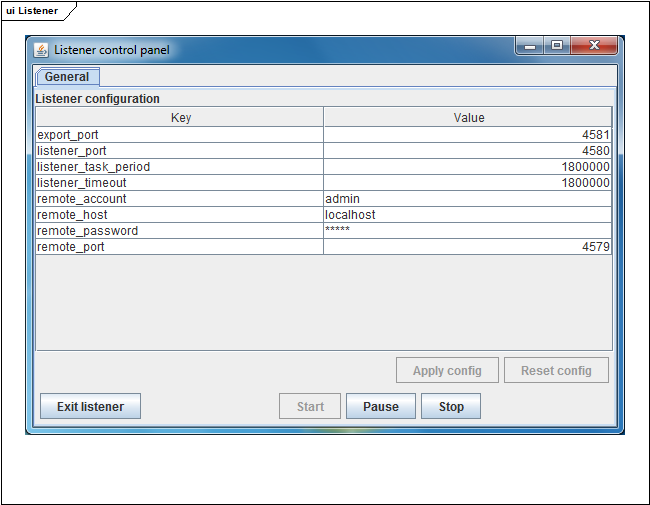 ui Listener
Listener control panel
General
Listener configuration
Key Value
export_port 4581
listener_port 4580
listener_task_period 1800000
listener_timeout 1800000
remote_account admin
remote_host localhost
remote_password *****
remote_port 4579
Apply config Reset config
Exit listener Start Pause Stop